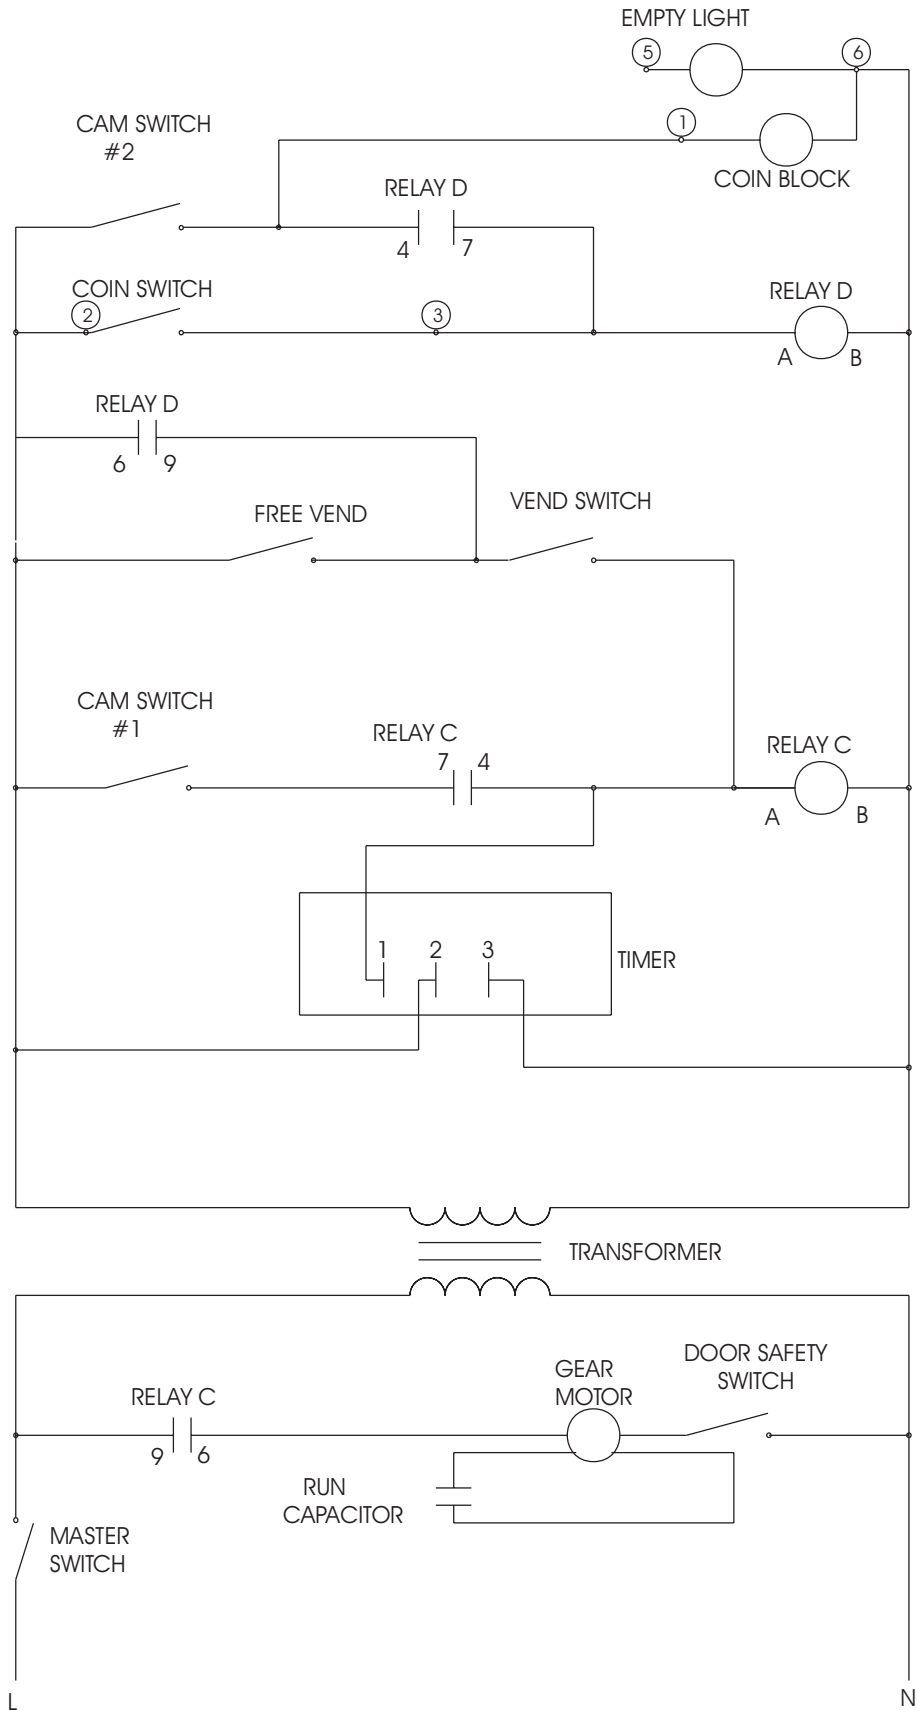 EMPTY LIGHT
5
6
CAM SWITCH
#2
1
COIN BLOCK
RELAY D
4
7
COIN SWITCH
2
3
RELAY D
A
B
RELAY D
6
9
FREE VEND
VEND SWITCH
CAM SWITCH
#1
RELAY C
7
4
RELAY C
A
B
1
2
3
TIMER
TRANSFORMER
GEAR
MOTOR
DOOR SAFETY
SWITCH
RELAY C
9
6
RUN
CAPACITOR
MASTER
SWITCH
L
N